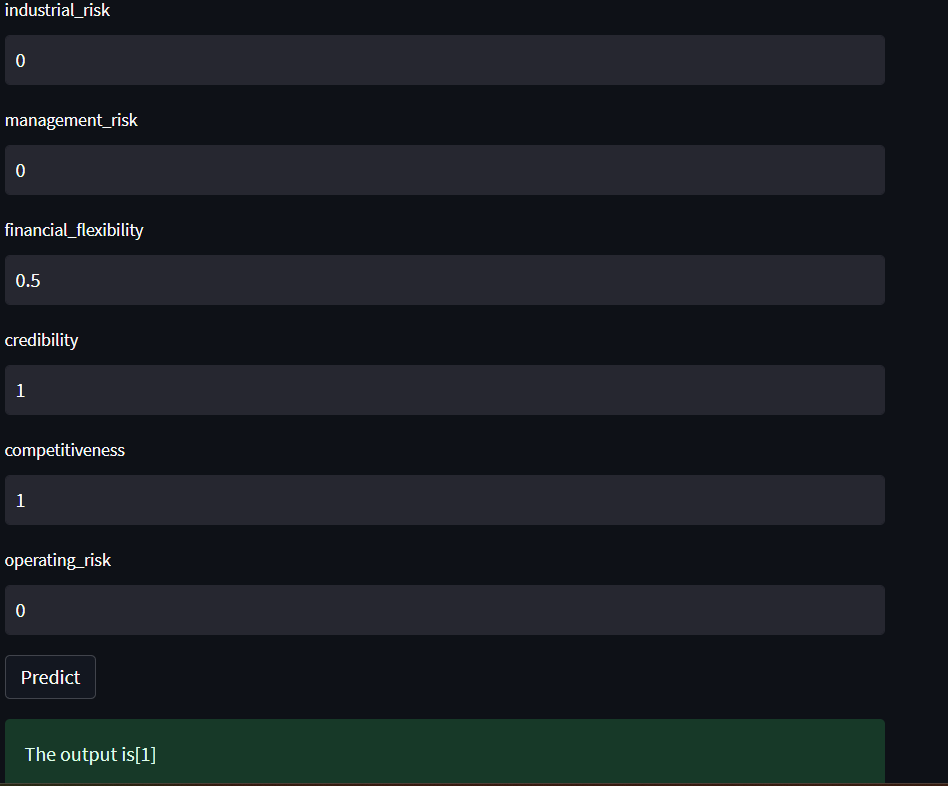 industrial_risk
0
management_risk
0
financial_flexibility
0.5
credibility
1
competitiveness
1
operating_risk
0
Predict
The output is[1]